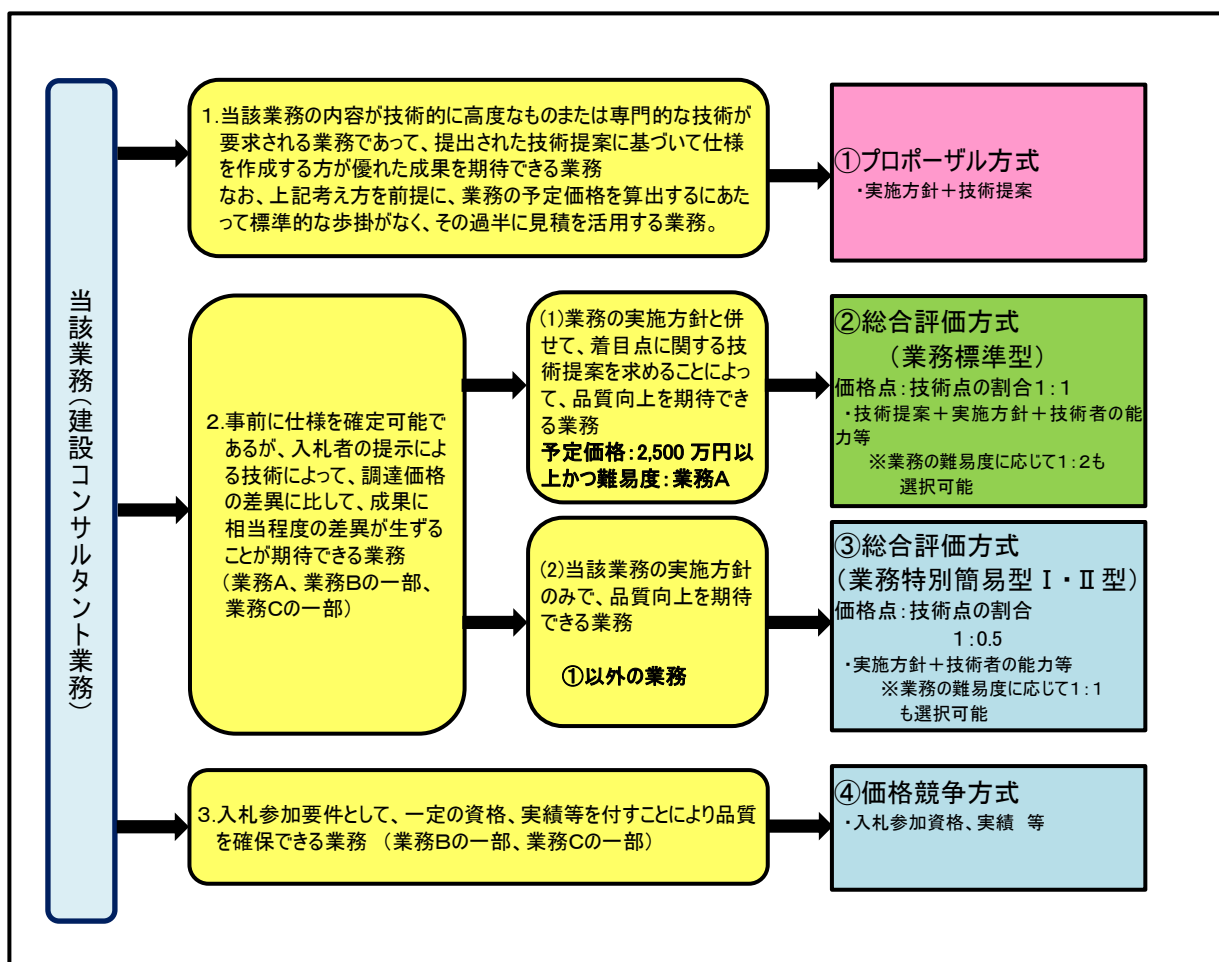 当該業務(建設コンサルタント業務)
1.当該業務の内容が技術的に高度なものまたは専門的な技術が
要求される業務であって、提出された技術提案に基づいて仕様
を作成する方が優れた成果を期待できる業務
なお、上記考え方を前提に、業務の予定価格を算出するにあた
って標準的な歩掛がなく、その過半に見積を活用する業務。
①プロポーザル方式
・実施方針+技術提案
2.事前に仕様を確定可能で
あるが、入札者の提示によ
る技術によって、調達価格
の差異に比して、成果に
相当程度の差異が生ずる
ことが期待できる業務
(業務A、業務Bの一部、
業務Cの一部)
(1)業務の実施方針と併
せて、着目点に関する技
術提案を求めることによっ
て、品質向上を期待でき
る業務
予定価格:2,500 万円以
上かつ難易度:業務A
②総合評価方式
(業務標準型)
価格点:技術点の割合1:1
・技術提案+実施方針+技術者の能
力等
※業務の難易度に応じて1:2も
選択可能
(2)当該業務の実施方針
のみで、品質向上を期待
できる業務
①以外の業務
③総合評価方式
(業務特別簡易型Ⅰ・Ⅱ型)
価格点:技術点の割合
1:0.5
・実施方針+技術者の能力等
※業務の難易度に応じて1:1
も選択可能
3.入札参加要件として、一定の資格、実績等を付すことにより品質
を確保できる業務 (業務Bの一部、業務Cの一部)
④価格競争方式
・入札参加資格、実績 等